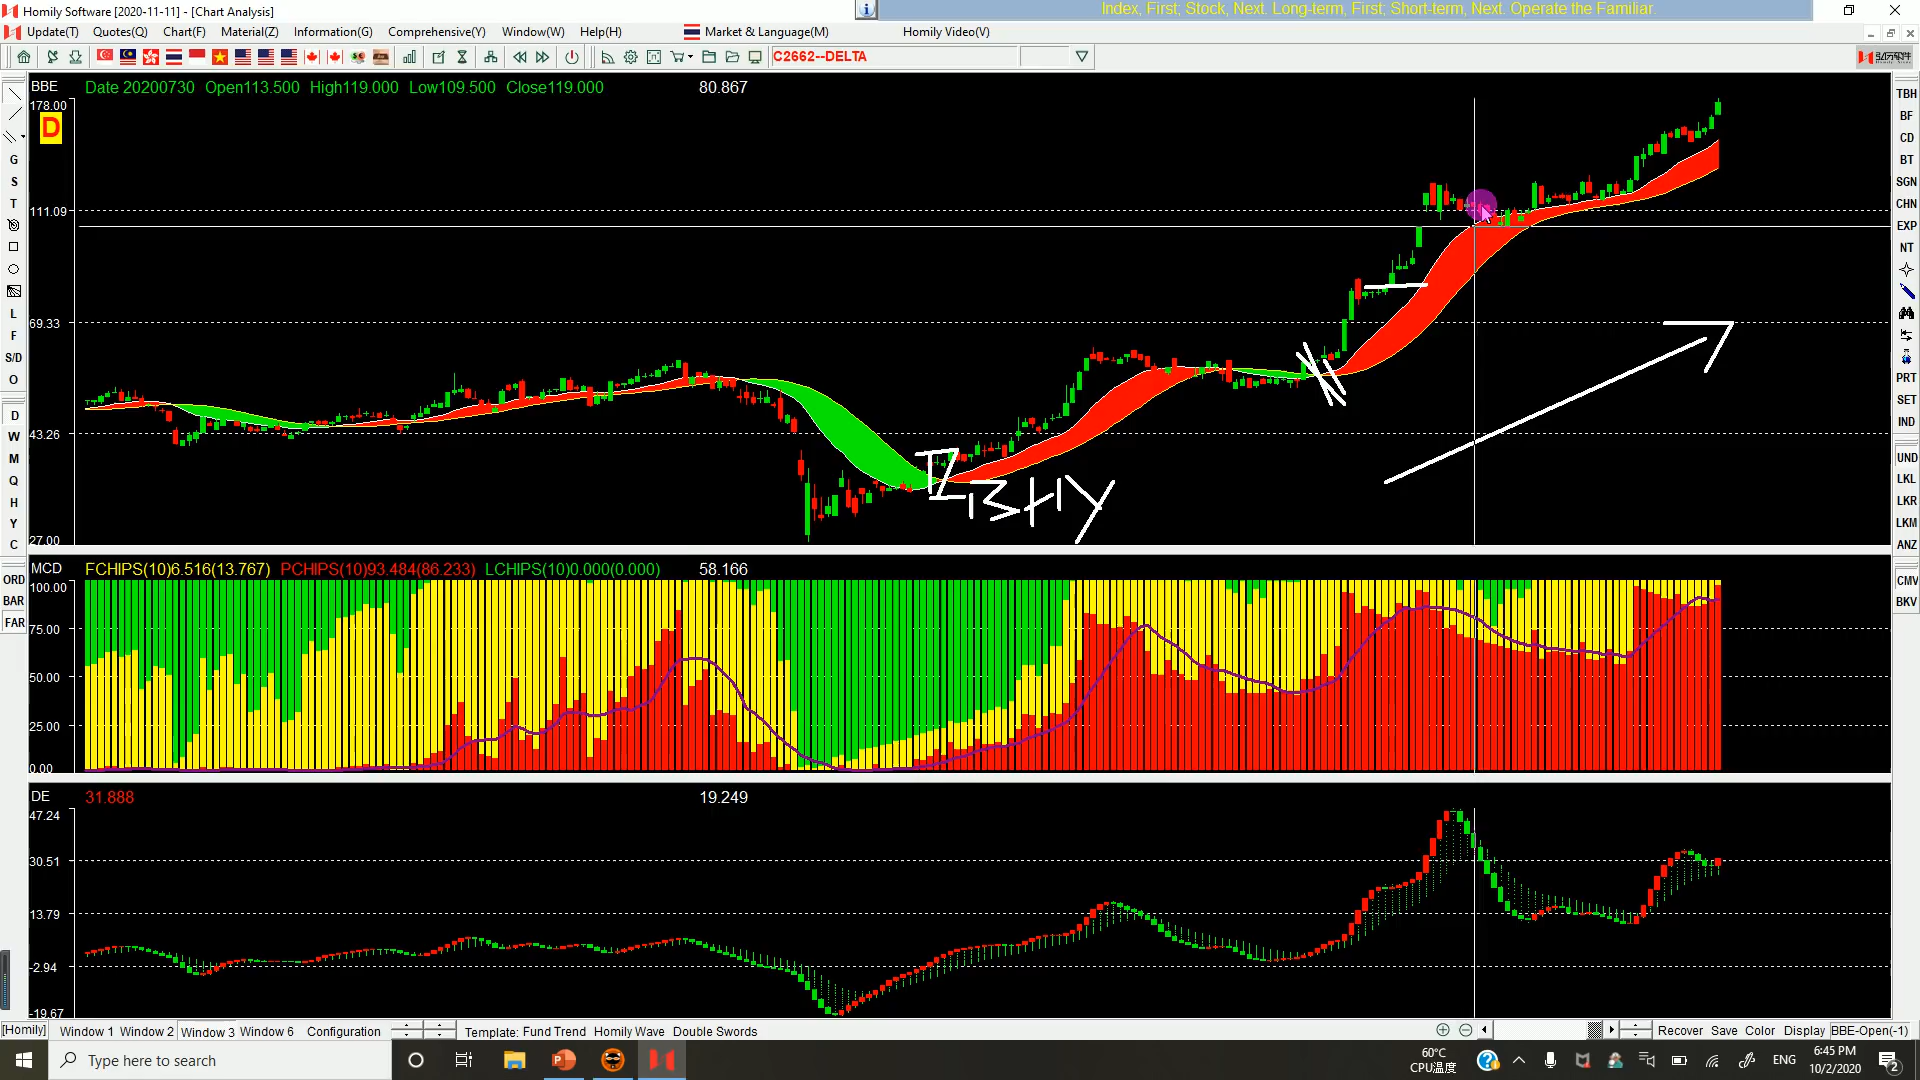 Homily Software [2020-11-11] - [Chart Analysis]
Index, First; Stock, Next. Long-term, First; Short-term, Next. Operate the Familiar.
Update(T) Quotes(Q) Chart(F) Material(Z) Information(G) Comprehensive(Y) Window(W) Help(H) Market & Language(M) Homily Video(V)
C2662--DELTA
BBE Date 20200730 Open113.500 High119.000 Low109.500 Close119.000 80.867
178.00
D
111.09
69.33
43.26
27.00
BHY
MCD FCHIPS(10)6.516(13.767) PCHIPS(10)93.484(86.233) LCHIPS(10)0.000(0.000) 58.166
100.00
75.00
50.00
25.00
0.00
DE 31.888 19.249
47.24
30.51
13.79
-2.94
-19.67
G
S
T
L
F
S/D
O
D
W
M
Q
H
Y
C
ORD
BAR
FAR
TBH
BF
CD
BT
SGN
CHN
EXP
NT
PRT
SET
IND
UND
LKL
LKR
LKM
ANZ
CMV
BKV
[Homily] Window 1 Window 2 Window 3 Window 6 Configuration Template: Fund Trend Homily Wave Double Swords Recover Save Color Display BBE-Open(-1)
Type here to search
60°C
CPU温度
ENG
6:45 PM
10/2/2020
2